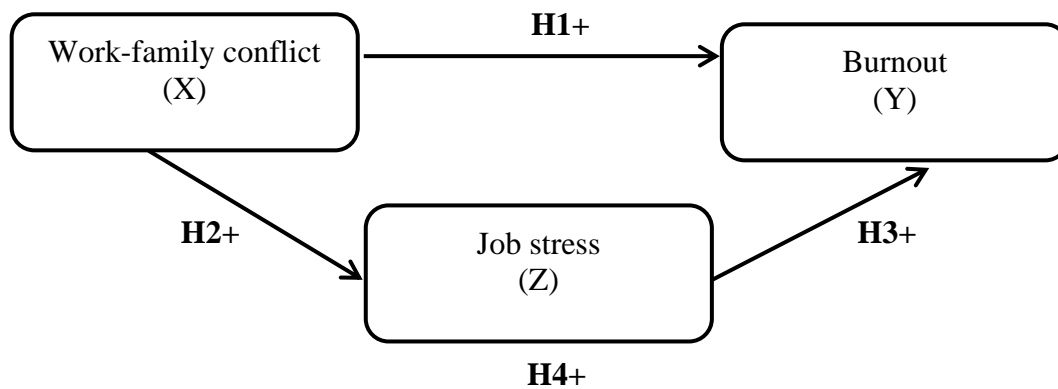 H1+
Work-family conflict
(X)
Burnout
(Y)
H2+
Job stress
(Z)
H3+
H4+